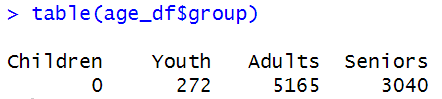 > table(age_df$group)
Children Youth Adults Seniors
0 272 5165 3040